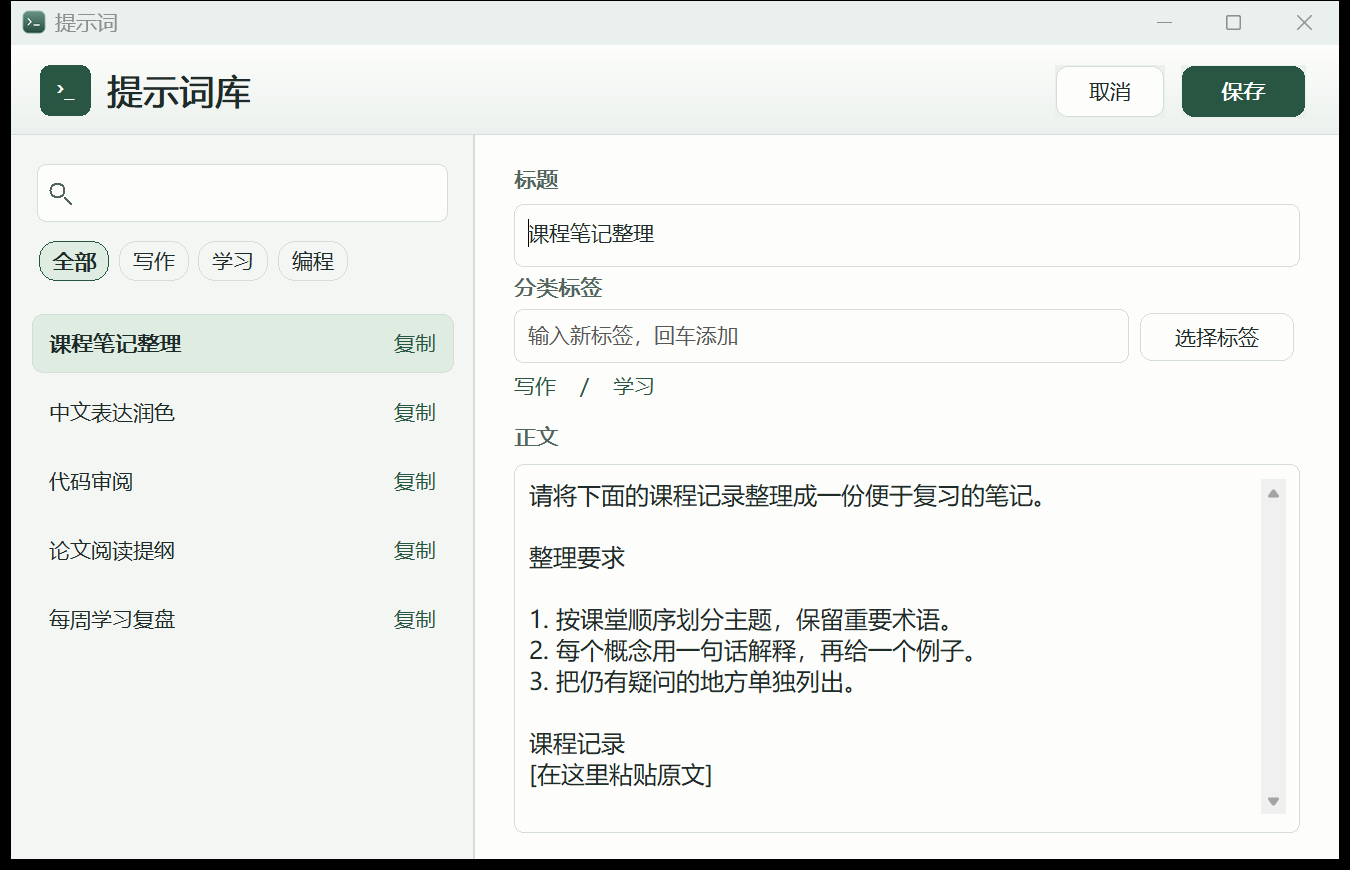 提示词
提示词库
取消
保存
全部
写作
学习
编程
课程笔记整理
复制
中文表达润色
复制
代码审阅
复制
论文阅读提纲
复制
每周学习复盘
复制
标题
课程笔记整理
分类标签
输入新标签，回车添加
选择标签
写作 / 学习
正文
请将下面的课程记录整理成一份便于复习的笔记。
整理要求
1. 按课堂顺序划分主题，保留重要术语。
2. 每个概念用一句话解释，再给一个例子。
3. 把仍有疑问的地方单独列出。
课程记录
[在这里粘贴原文]